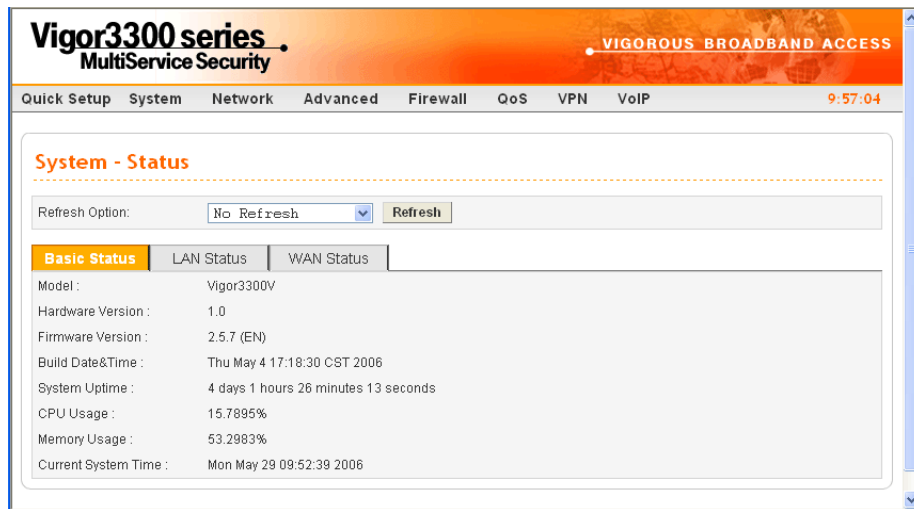 Vigor3300 series
MultiService Security
VIGOROUS BROADBAND ACCESS
Quick Setup System Network Advanced Firewall QoS VPN VoIP 9:57:04
System - Status
Refresh Option: No Refresh Refresh
Basic Status LAN Status WAN Status
Model : Vigor3300V
Hardware Version : 1.0
Firmware Version : 2.5.7 (EN)
Build Date&Time : Thu May 4 17:18:30 CST 2006
System Uptime : 4 days 1 hours 26 minutes 13 seconds
CPU Usage : 15.7895%
Memory Usage : 53.2983%
Current System Time : Mon May 29 09:52:39 2006